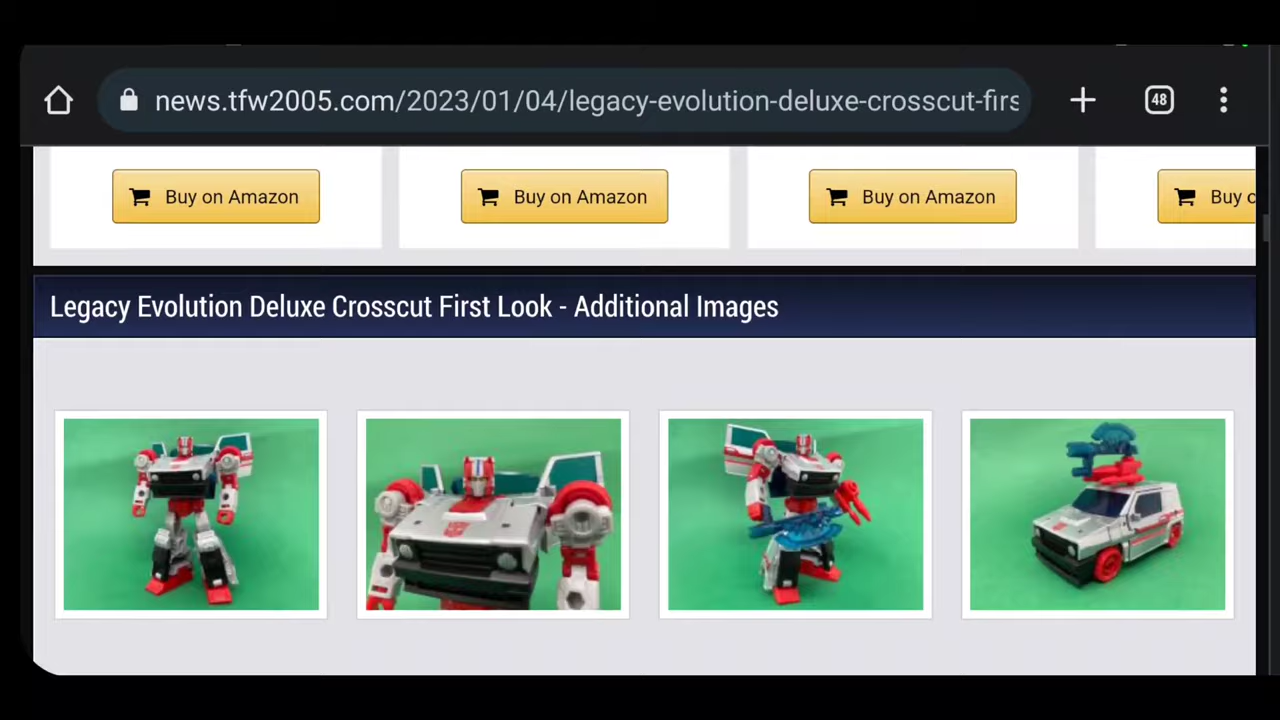 news.tfw2005.com/2023/01/04/legacy-evolution-deluxe-crosscut-firs
48
Buy on Amazon
Buy on Amazon
Buy on Amazon
Buy c
Legacy Evolution Deluxe Crosscut First Look - Additional Images